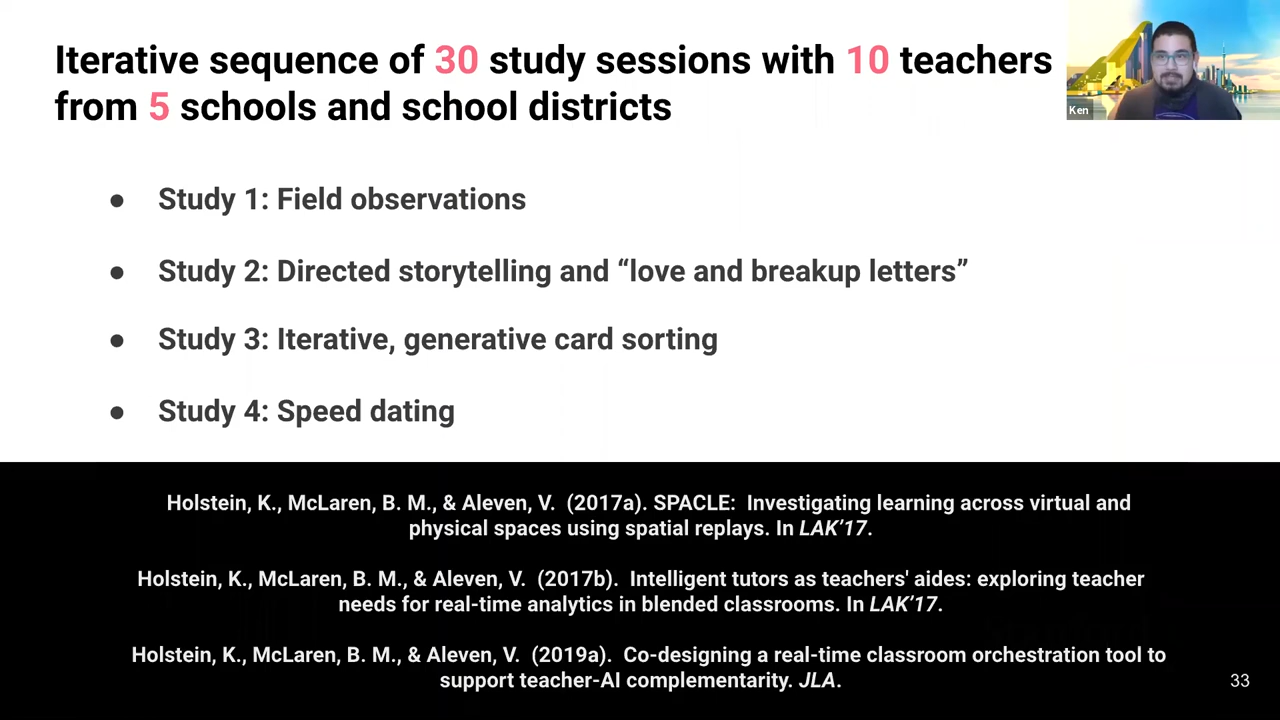 Iterative sequence of 30 study sessions with 10 teachers
from 5 schools and school districts
Ken
● Study 1: Field observations
● Study 2: Directed storytelling and “love and breakup letters”
● Study 3: Iterative, generative card sorting
● Study 4: Speed dating
Holstein, K., McLaren, B. M., & Aleven, V. (2017a). SPACLE: Investigating learning across virtual and
physical spaces using spatial replays. In LAK’17.
Holstein, K., McLaren, B. M., & Aleven, V. (2017b). Intelligent tutors as teachers' aides: exploring teacher
needs for real-time analytics in blended classrooms. In LAK’17.
Holstein, K., McLaren, B. M., & Aleven, V. (2019a). Co-designing a real-time classroom orchestration tool to
support teacher-AI complementarity. JLA.
33